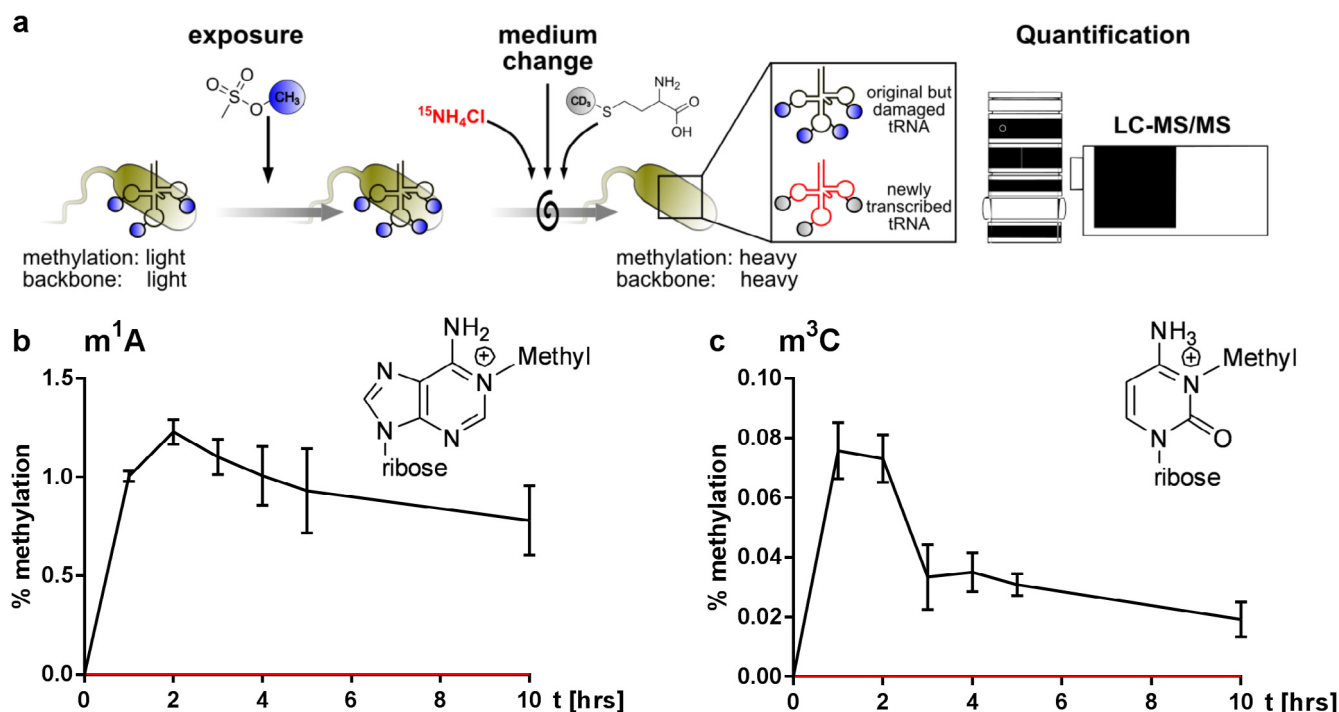 a
exposure
medium
change
Quantification
O
O
S
O
CH₃
¹⁵NH₄Cl
CD₃
S
NH₂
O
OH
original but
damaged
tRNA
newly
transcribed
tRNA
LC-MS/MS
methylation: light
backbone: light
methylation: heavy
backbone: heavy
b m¹A
NH₂
+
N
N
Methyl
N
N
ribose
% methylation
1.5
1.0
0.5
0.0
0 2 4 6 8 10 t [hrs]
c m³C
NH₃
+
N
Methyl
N
O
ribose
% methylation
0.10
0.08
0.06
0.04
0.02
0.00
0 2 4 6 8 10 t [hrs]